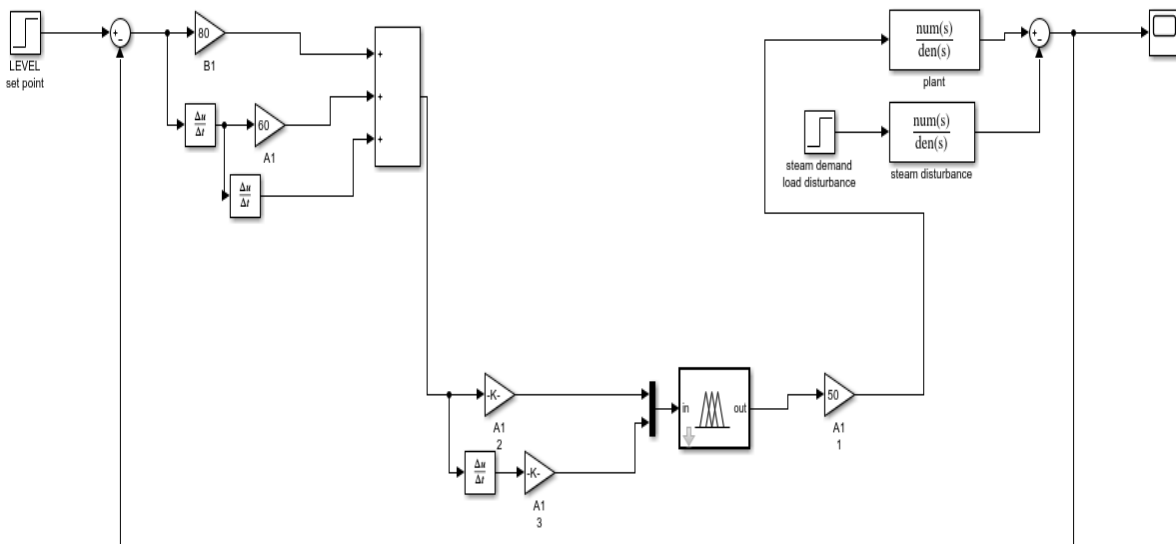 LEVEL
set point
+
-
80
B1
Δu
Δt
60
A1
Δu
Δt
+
+
+
-K-
A1
2
Δu
Δt
-K-
A1
3
in
out
50
A1
1
num(s)
den(s)
plant
steam demand
load disturbance
num(s)
den(s)
steam disturbance
+
-